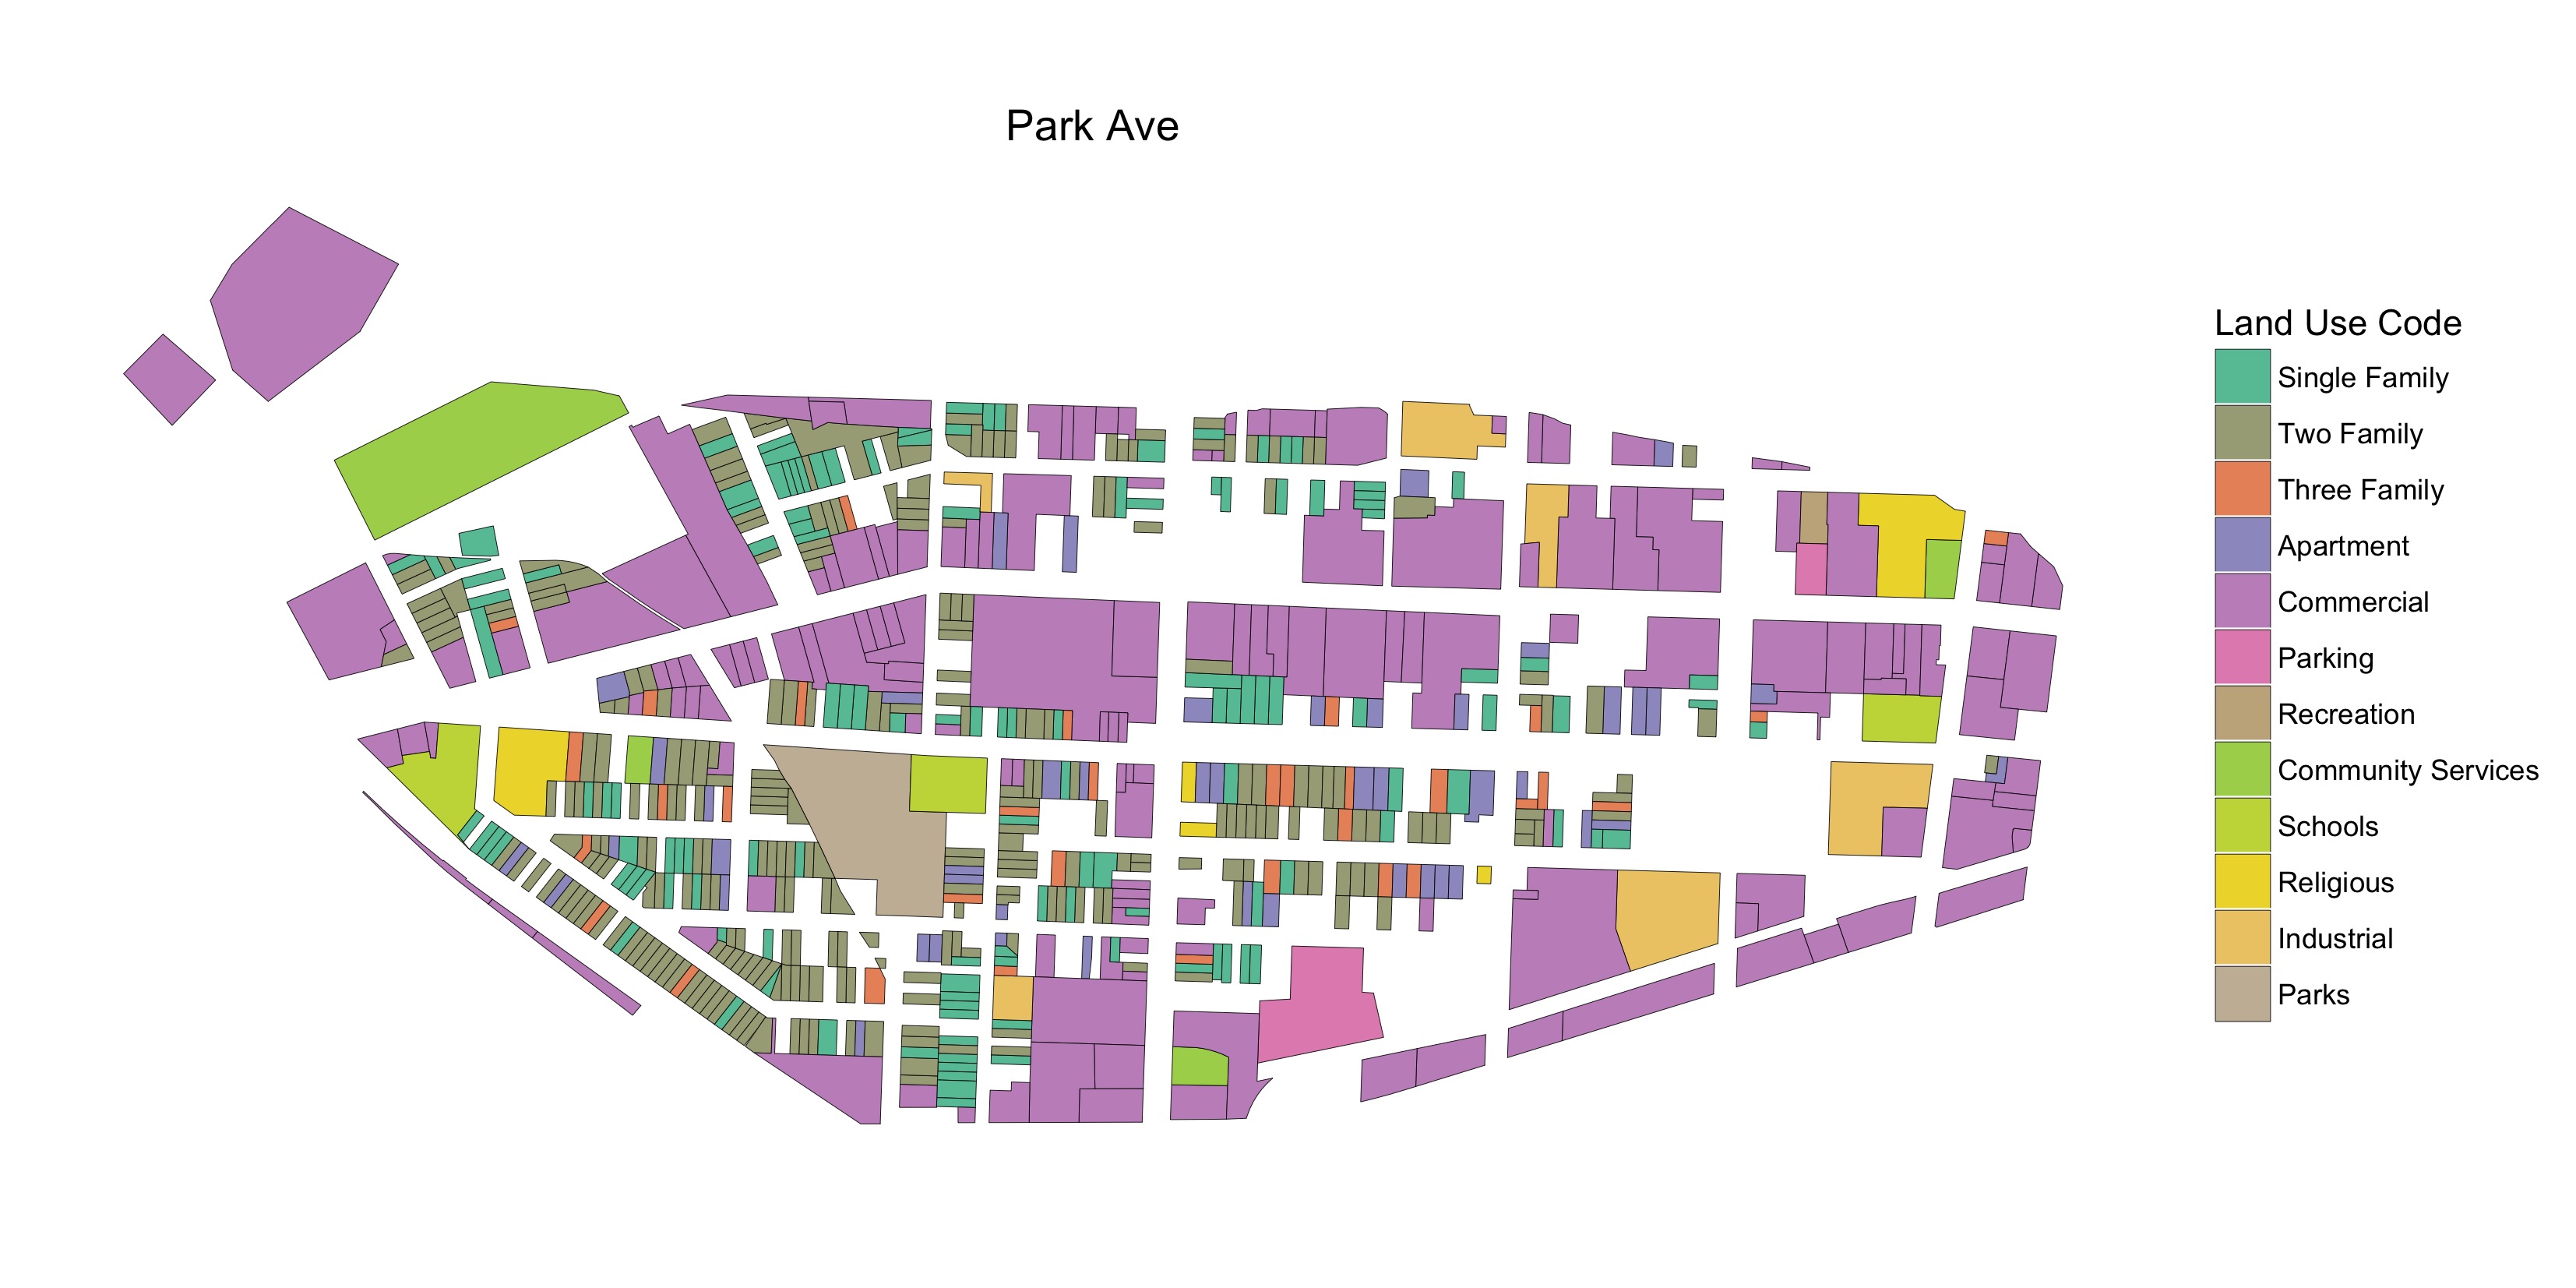 Park Ave
Land Use Code
Single Family
Two Family
Three Family
Apartment
Commercial
Parking
Recreation
Community Services
Schools
Religious
Industrial
Parks